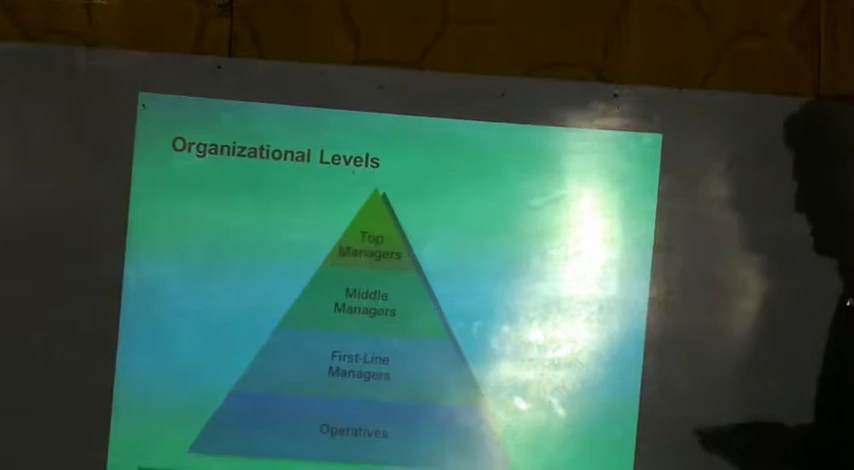 Organizational Levels
Top
Managers
Middle
Managers
First-Line
Managers
Operatives